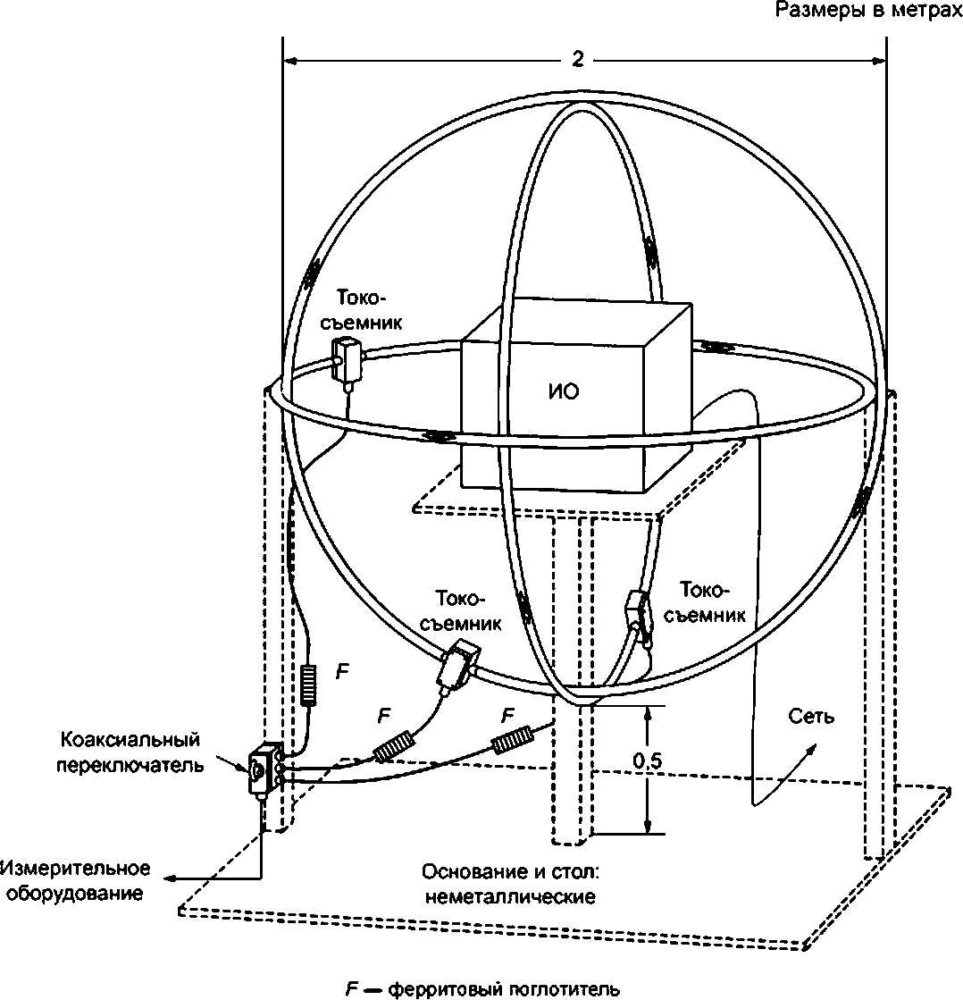 Размеры в метрах
2
Токо-
съемник
ИО
Токо-
съемник
Токо-
съемник
F
F
F
Сеть
Коаксиальный
переключатель
0,5
Измерительное
оборудование
Основание и стол:
неметаллические
F — ферритовый поглотитель